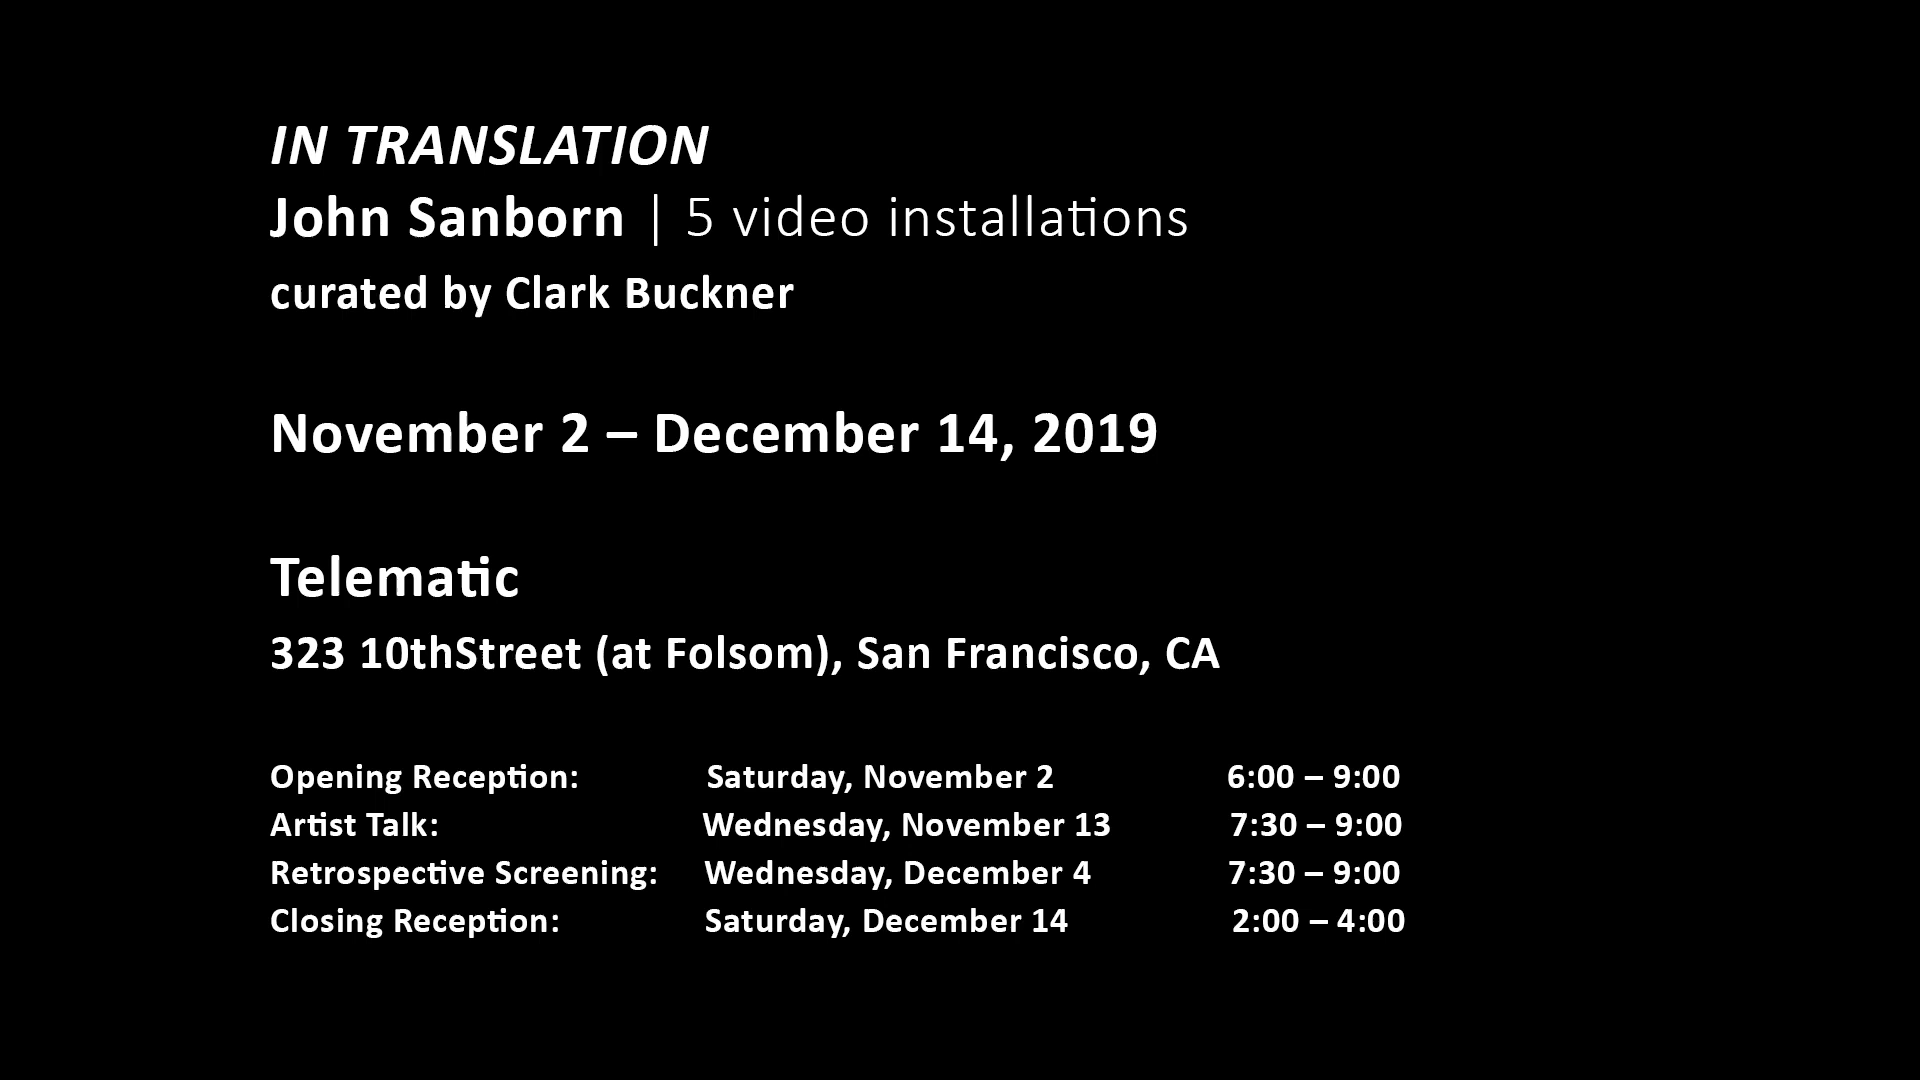 IN TRANSLATION
John Sanborn | 5 video installations
curated by Clark Buckner
November 2 – December 14, 2019
Telematic
323 10thStreet (at Folsom), San Francisco, CA
Opening Reception: Saturday, November 2 6:00 – 9:00
Artist Talk: Wednesday, November 13 7:30 – 9:00
Retrospective Screening: Wednesday, December 4 7:30 – 9:00
Closing Reception: Saturday, December 14 2:00 – 4:00